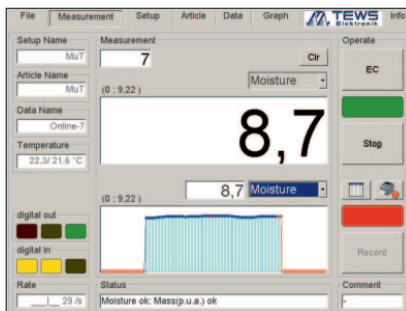 File Measurement Setup Article Data Graph TEWS Elektronik Info
Setup Name
MuT
Article Name
MuT
Data Name
Online-7
Temperature
22,3/ 21,6 °C
digital out
digital in
Rate
29 /s
Measurement
7
Clr
Moisture
(0 ; 9,22 )
8,7
8,7 Moisture
(0 ; 9,22 )
Status
Moisture ok; Mass(p.u.a.) ok
Operate
EC
Stop
Record
Comment
-